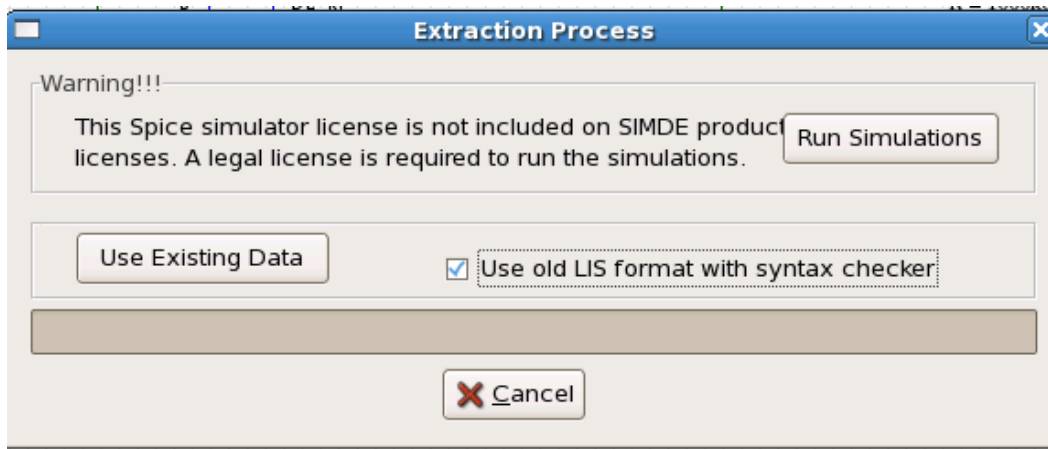 Extraction Process
Warning!!!
This Spice simulator license is not included on SIMDE product
licenses. A legal license is required to run the simulations.
Run Simulations
Use Existing Data
Use old LIS format with syntax checker
Cancel